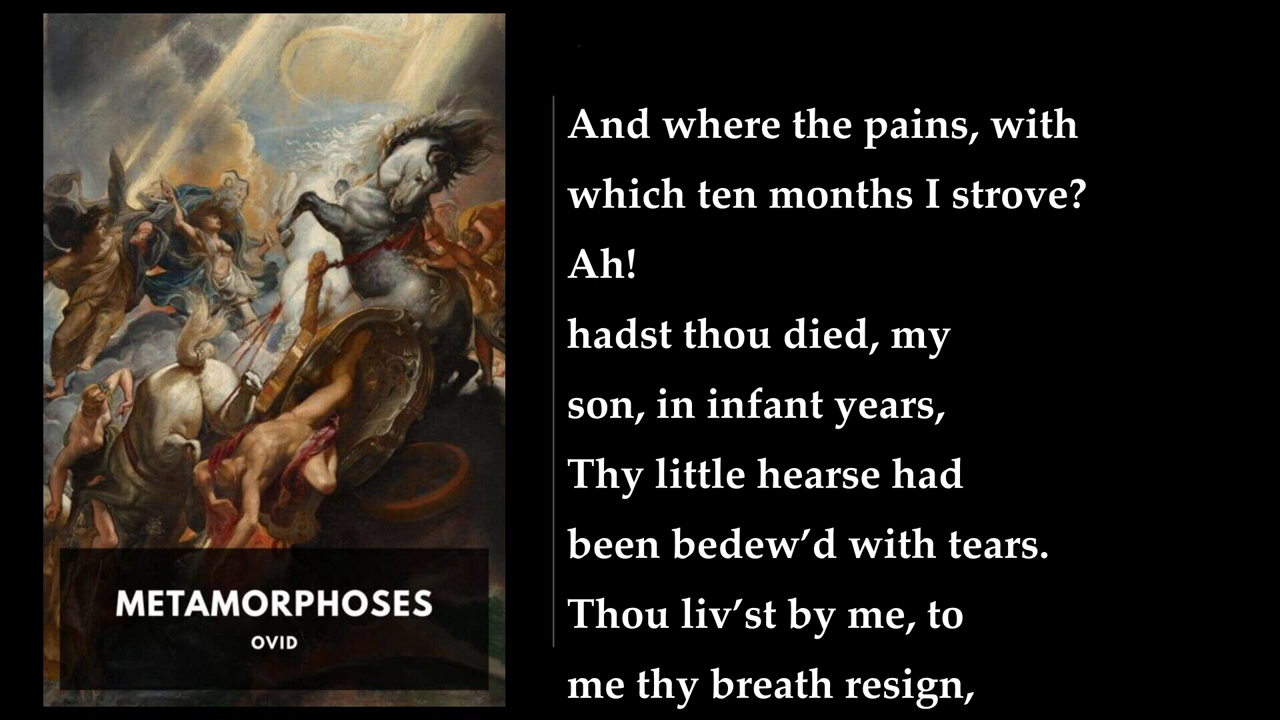 METAMORPHOSES
OVID
And where the pains, with
which ten months I strove?
Ah!
hadst thou died, my
son, in infant years,
Thy little hearse had
been bedew’d with tears.
Thou liv’st by me, to
me thy breath resign,